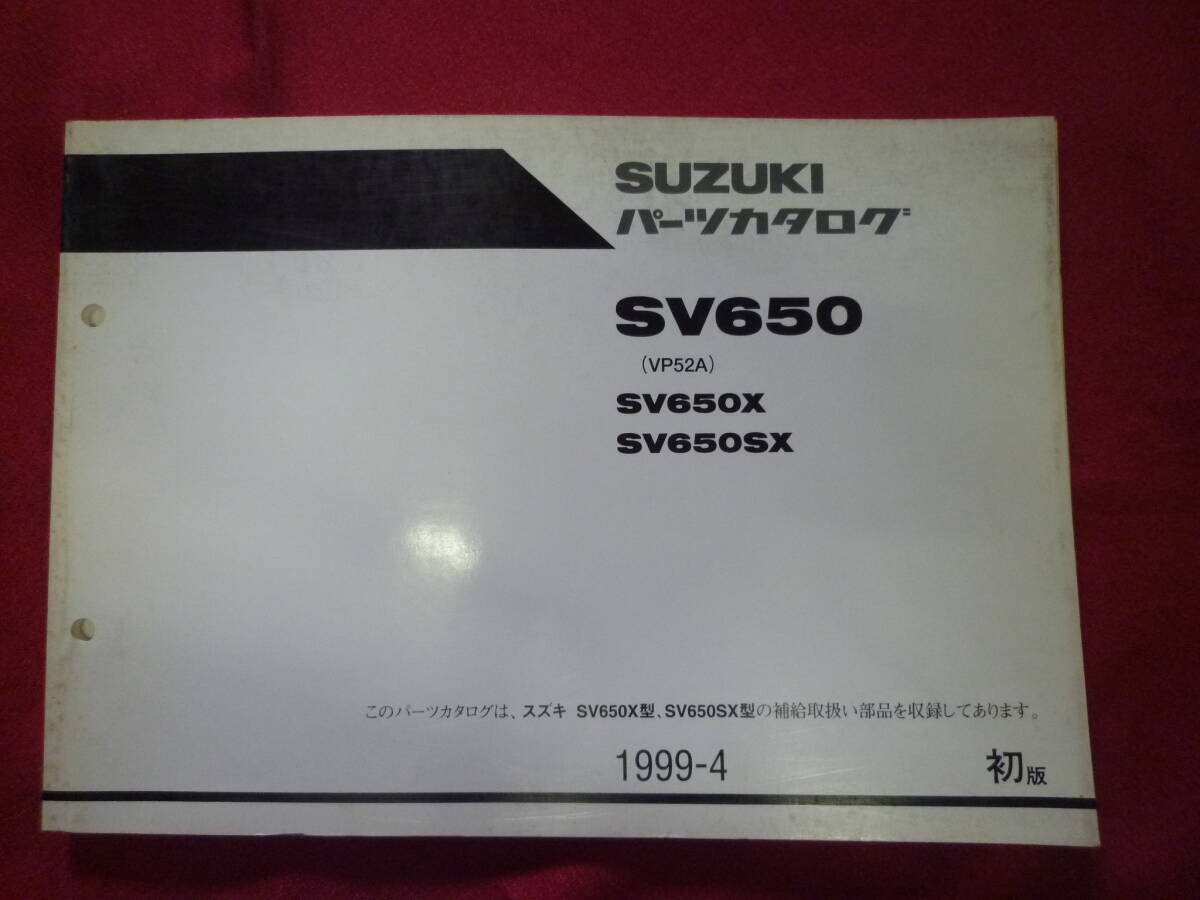 SUZUKI
パーツカタログ
SV650
(VP52A)
SV650X
SV650SX
このパーツカタログは、スズキ SV650X型、SV650SX型の補給取扱い部品を収録してあります。
1999-4 初版